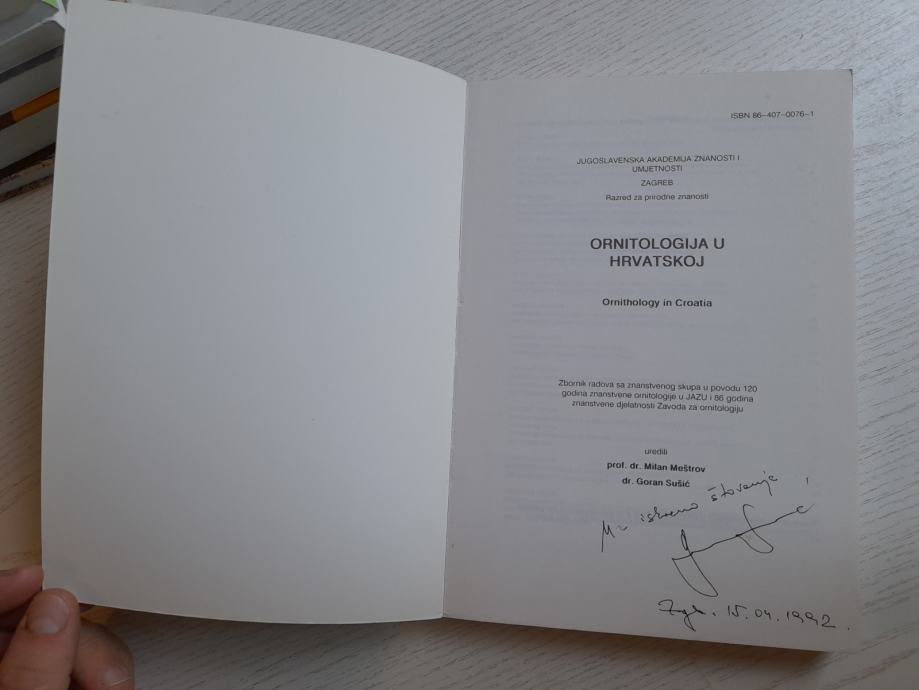 ISBN 86-407-0076-1
JUGOSLAVENSKA AKADEMIJA ZNANOSTI I
UMJETNOSTI
ZAGREB
Razred za prirodne znanosti
ORNITOLOGIJA U
HRVATSKOJ
Ornithology in Croatia
Zbornik radova sa znanstvenog skupa u povodu 120
godina znanstvene ornitologije u JAZU i 86 godina
znanstvene djelatnosti Zavoda za ornitologiju
uredili
prof. dr. Milan Meštrov
dr. Goran Sušić
iskreno štovanje,
Zgb. 15.04.1992.